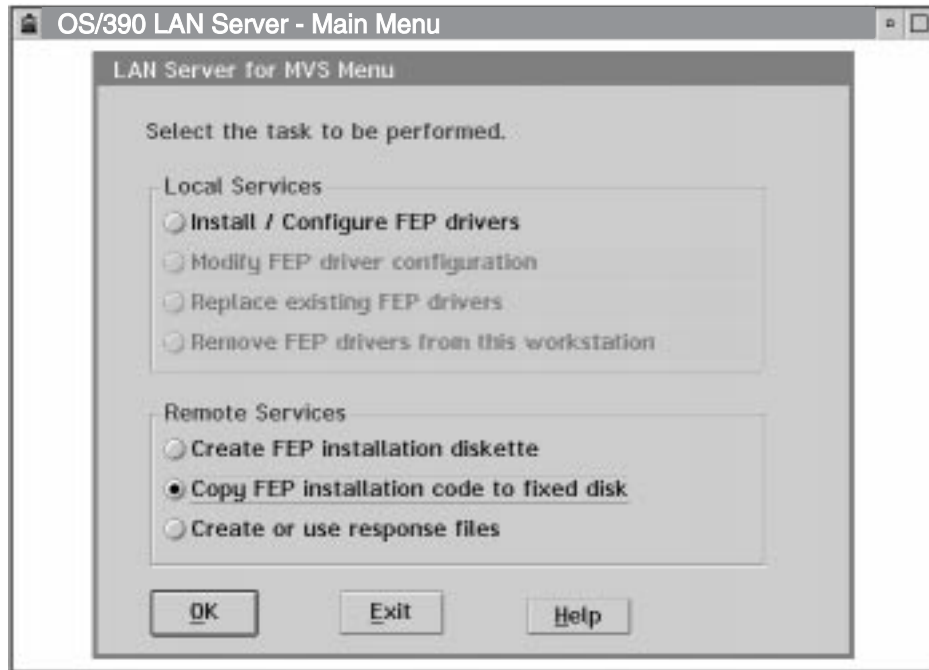 OS/390 LAN Server - Main Menu
LAN Server for MVS Menu
Select the task to be performed.
Local Services
Install / Configure FEP drivers
Modify FEP driver configuration
Replace existing FEP drivers
Remove FEP drivers from this workstation
Remote Services
Create FEP installation diskette
Copy FEP installation code to fixed disk
Create or use response files
OK Exit Help